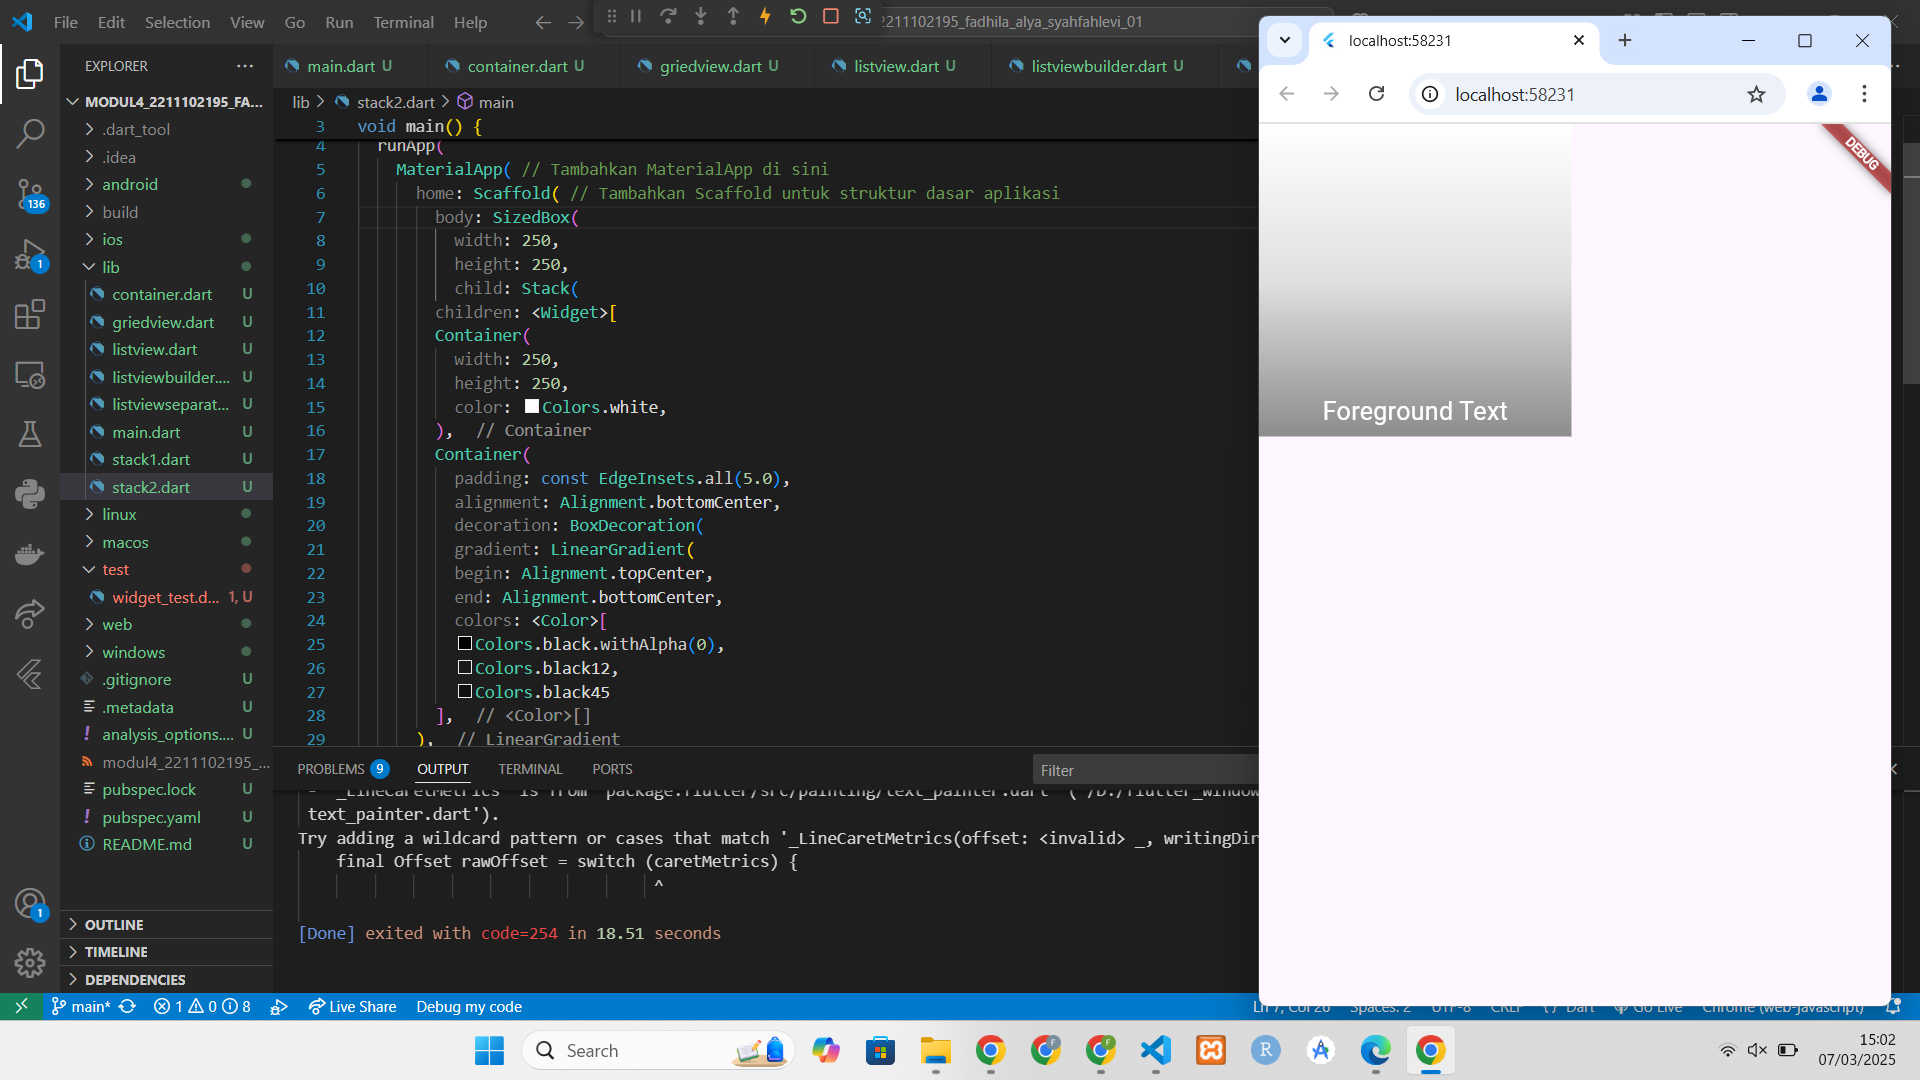 File Edit Selection View Go Run Terminal Help
2211102195_fadhila_alya_syahfahlevi_01
EXPLORER
MODUL4_2211102195_FA...
.dart_tool
.idea
android
build
ios
lib
container.dart U
griedview.dart U
listview.dart U
listviewbuilder.... U
listviewseparat... U
main.dart U
stack1.dart U
stack2.dart U
linux
macos
test
widget_test.d... 1, U
web
windows
.gitignore U
.metadata U
analysis_options.... U
modul4_2211102195_...
pubspec.lock U
pubspec.yaml U
README.md U
OUTLINE
TIMELINE
DEPENDENCIES
136
1
1
main.dart U container.dart U griedview.dart U listview.dart U listviewbuilder.dart U
lib > stack2.dart > main
3 void main() {
4 runApp(
5 MaterialApp( // Tambahkan MaterialApp di sini
6 home: Scaffold( // Tambahkan Scaffold untuk struktur dasar aplikasi
7 body: SizedBox(
8 width: 250,
9 height: 250,
10 child: Stack(
11 children: <Widget>[
12 Container(
13 width: 250,
14 height: 250,
15 color: Colors.white,
16 ), // Container
17 Container(
18 padding: const EdgeInsets.all(5.0),
19 alignment: Alignment.bottomCenter,
20 decoration: BoxDecoration(
21 gradient: LinearGradient(
22 begin: Alignment.topCenter,
23 end: Alignment.bottomCenter,
24 colors: <Color>[
25 Colors.black.withAlpha(0),
26 Colors.black12,
27 Colors.black45
28 ], // <Color>[]
29 ), // LinearGradient
PROBLEMS 9 OUTPUT TERMINAL PORTS
Filter
- '_LineCaretMetrics' is from 'package:flutter/src/painting/text_painter.dart' ('/D:/flutter_window
text_painter.dart').
Try adding a wildcard pattern or cases that match '_LineCaretMetrics(offset: <invalid> _, writingDir
final Offset rawOffset = switch (caretMetrics) {
^
[Done] exited with code=254 in 18.51 seconds
main* 1 0 8 Live Share Debug my code
Ln 7, Col 26 Spaces: 2 UTF-8 CRLF {} Dart Go Live Chrome (web-javascript)
localhost:58231
localhost:58231
DEBUG
Foreground Text
Search
15:02
07/03/2025